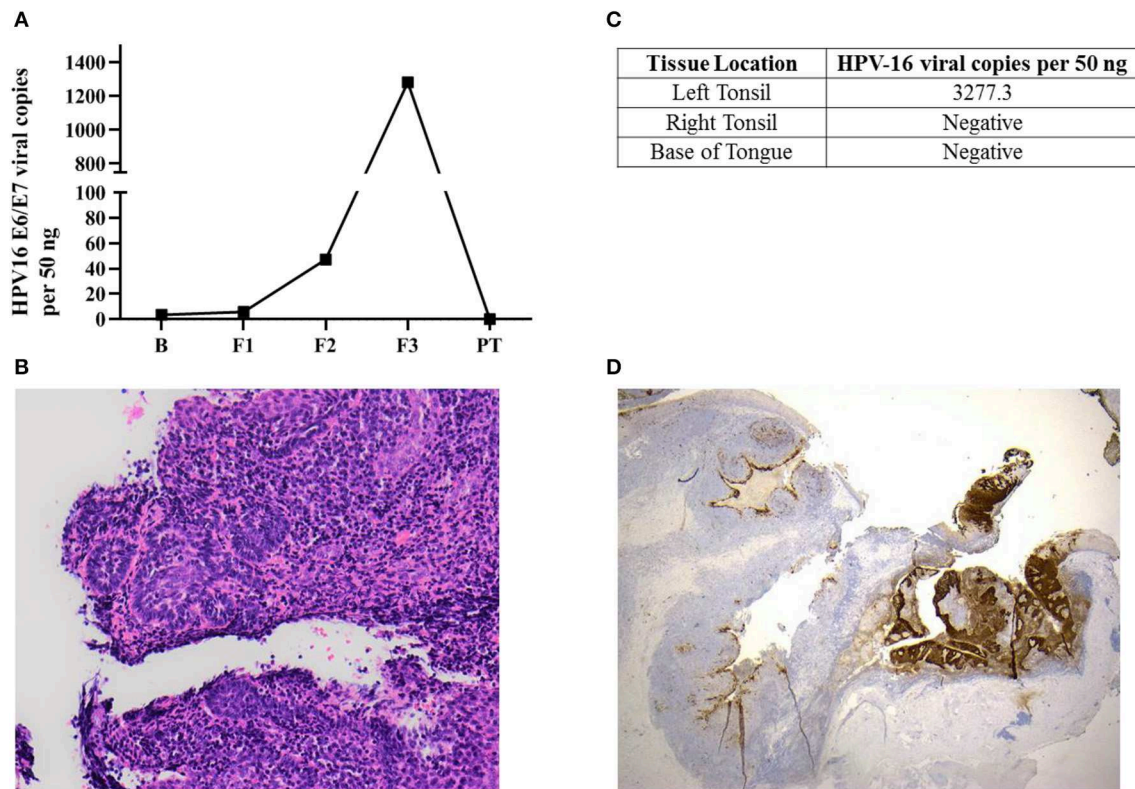 A
HPV16 E6/E7 viral copies
per 50 ng
1400
1200
1000
800
600
100
80
60
40
20
0
B
F1
F2
F3
PT
C
Tissue Location HPV-16 viral copies per 50 ng
Left Tonsil 3277.3
Right Tonsil Negative
Base of Tongue Negative
B
D